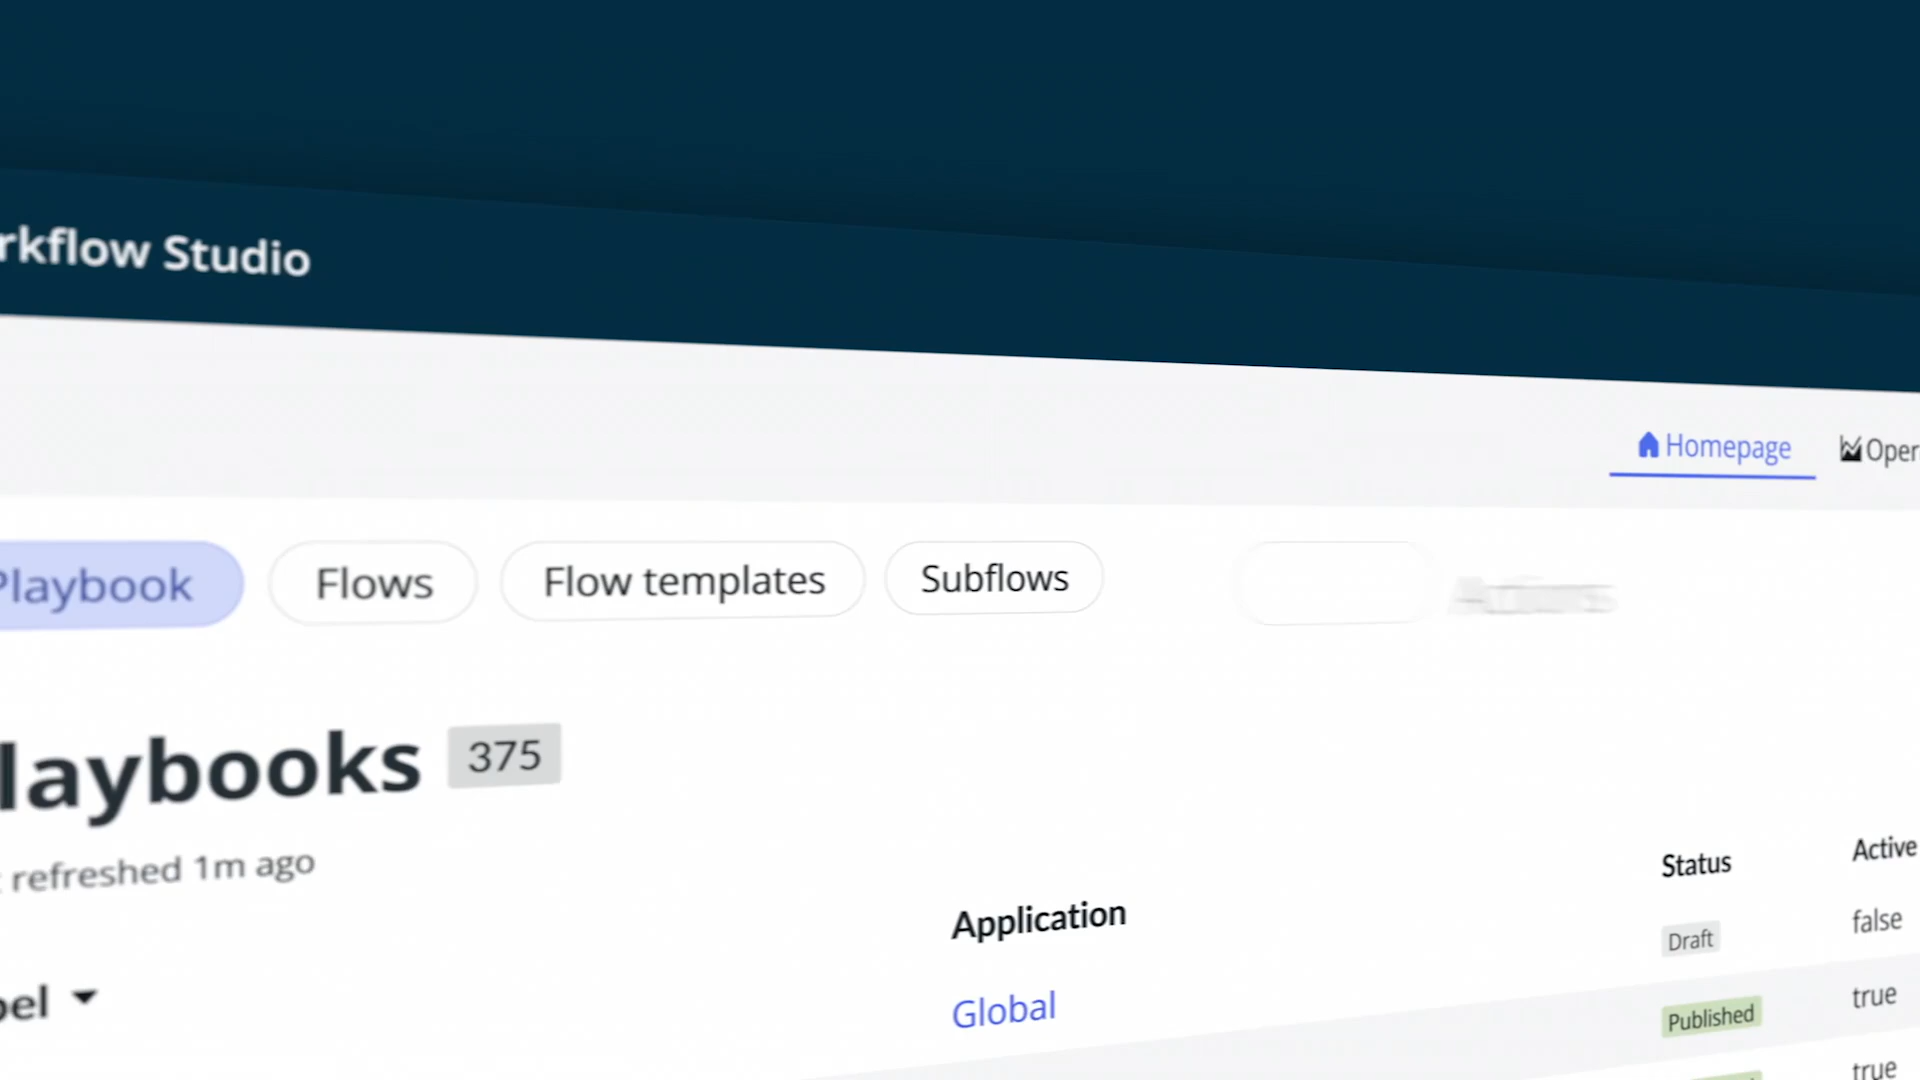 rkflow Studio
Homepage Oper
Playbook Flows Flow templates Subflows
laybooks 375
refreshed 1m ago
Application Status Active
bel
Global Draft false
Published true
true